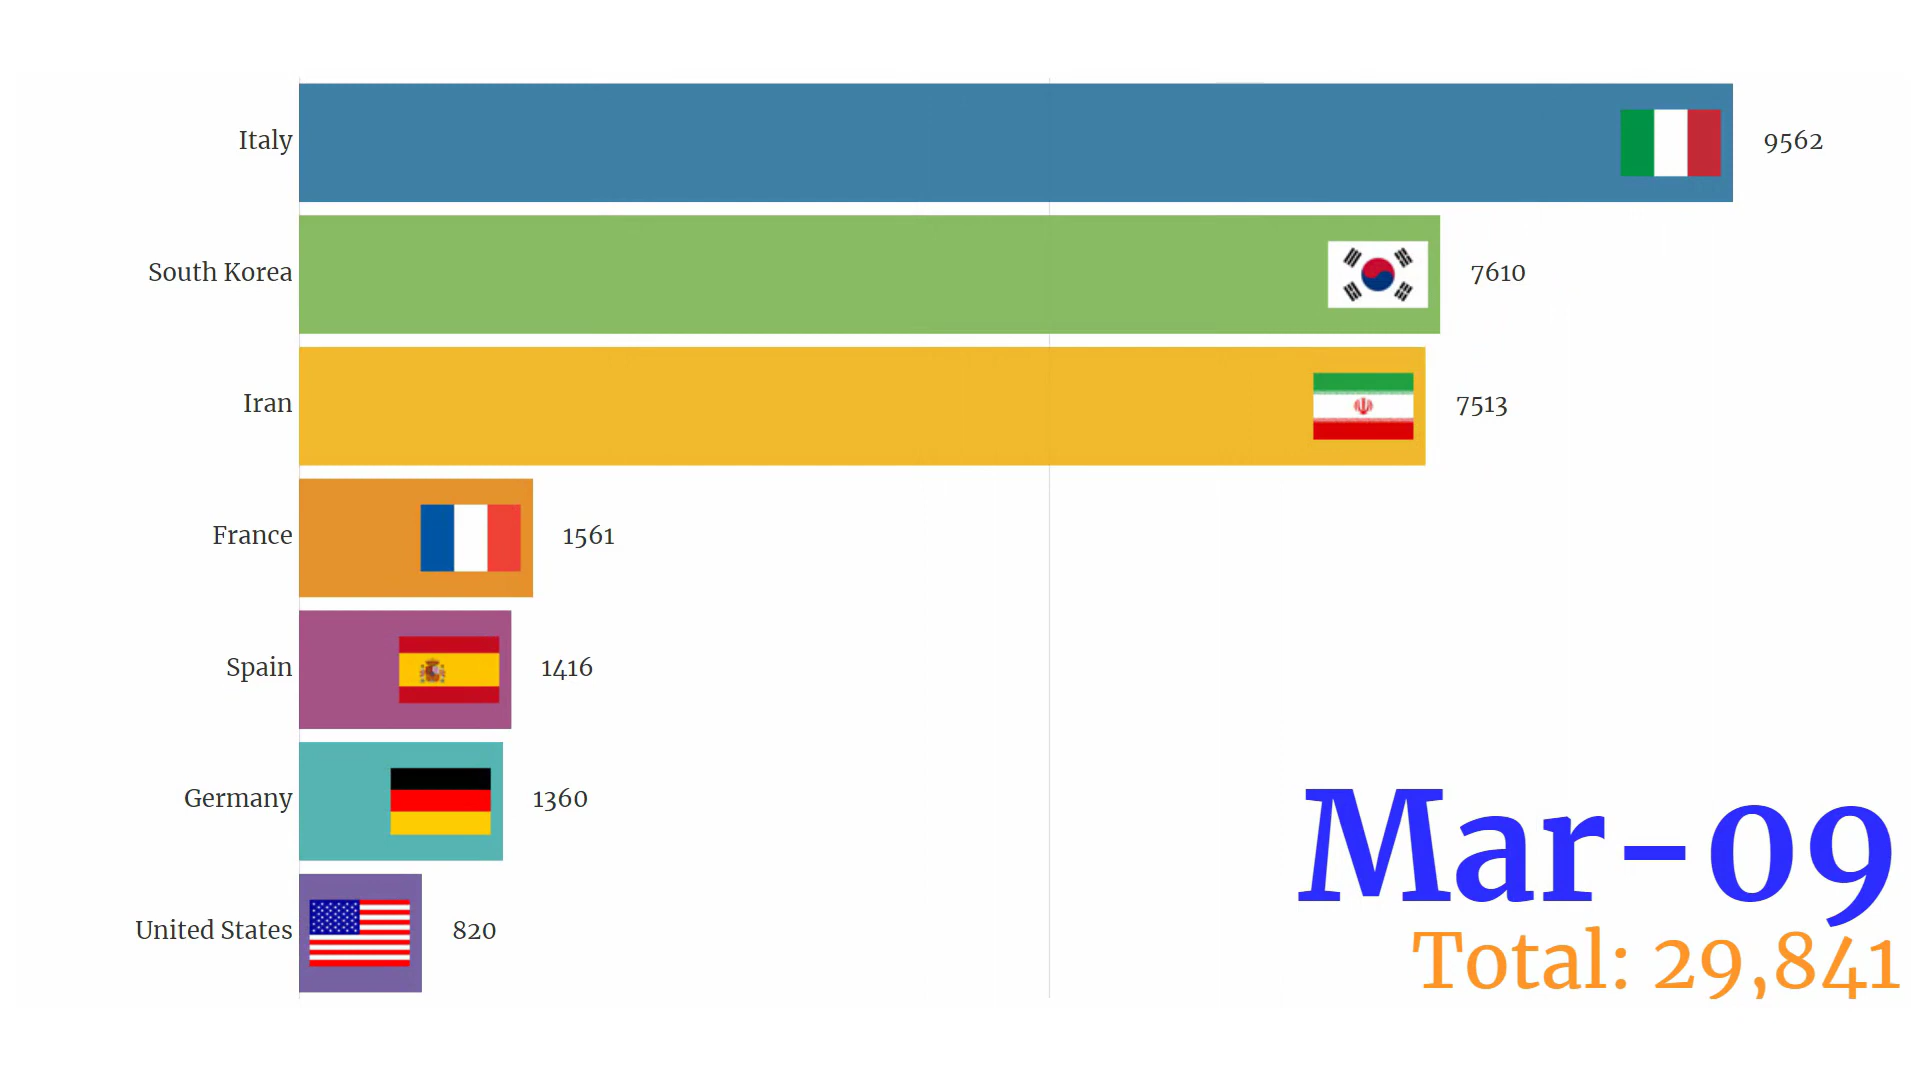 Italy 9562
South Korea 7610
Iran 7513
France 1561
Spain 1416
Germany 1360
United States 820
Mar-09
Total: 29,841